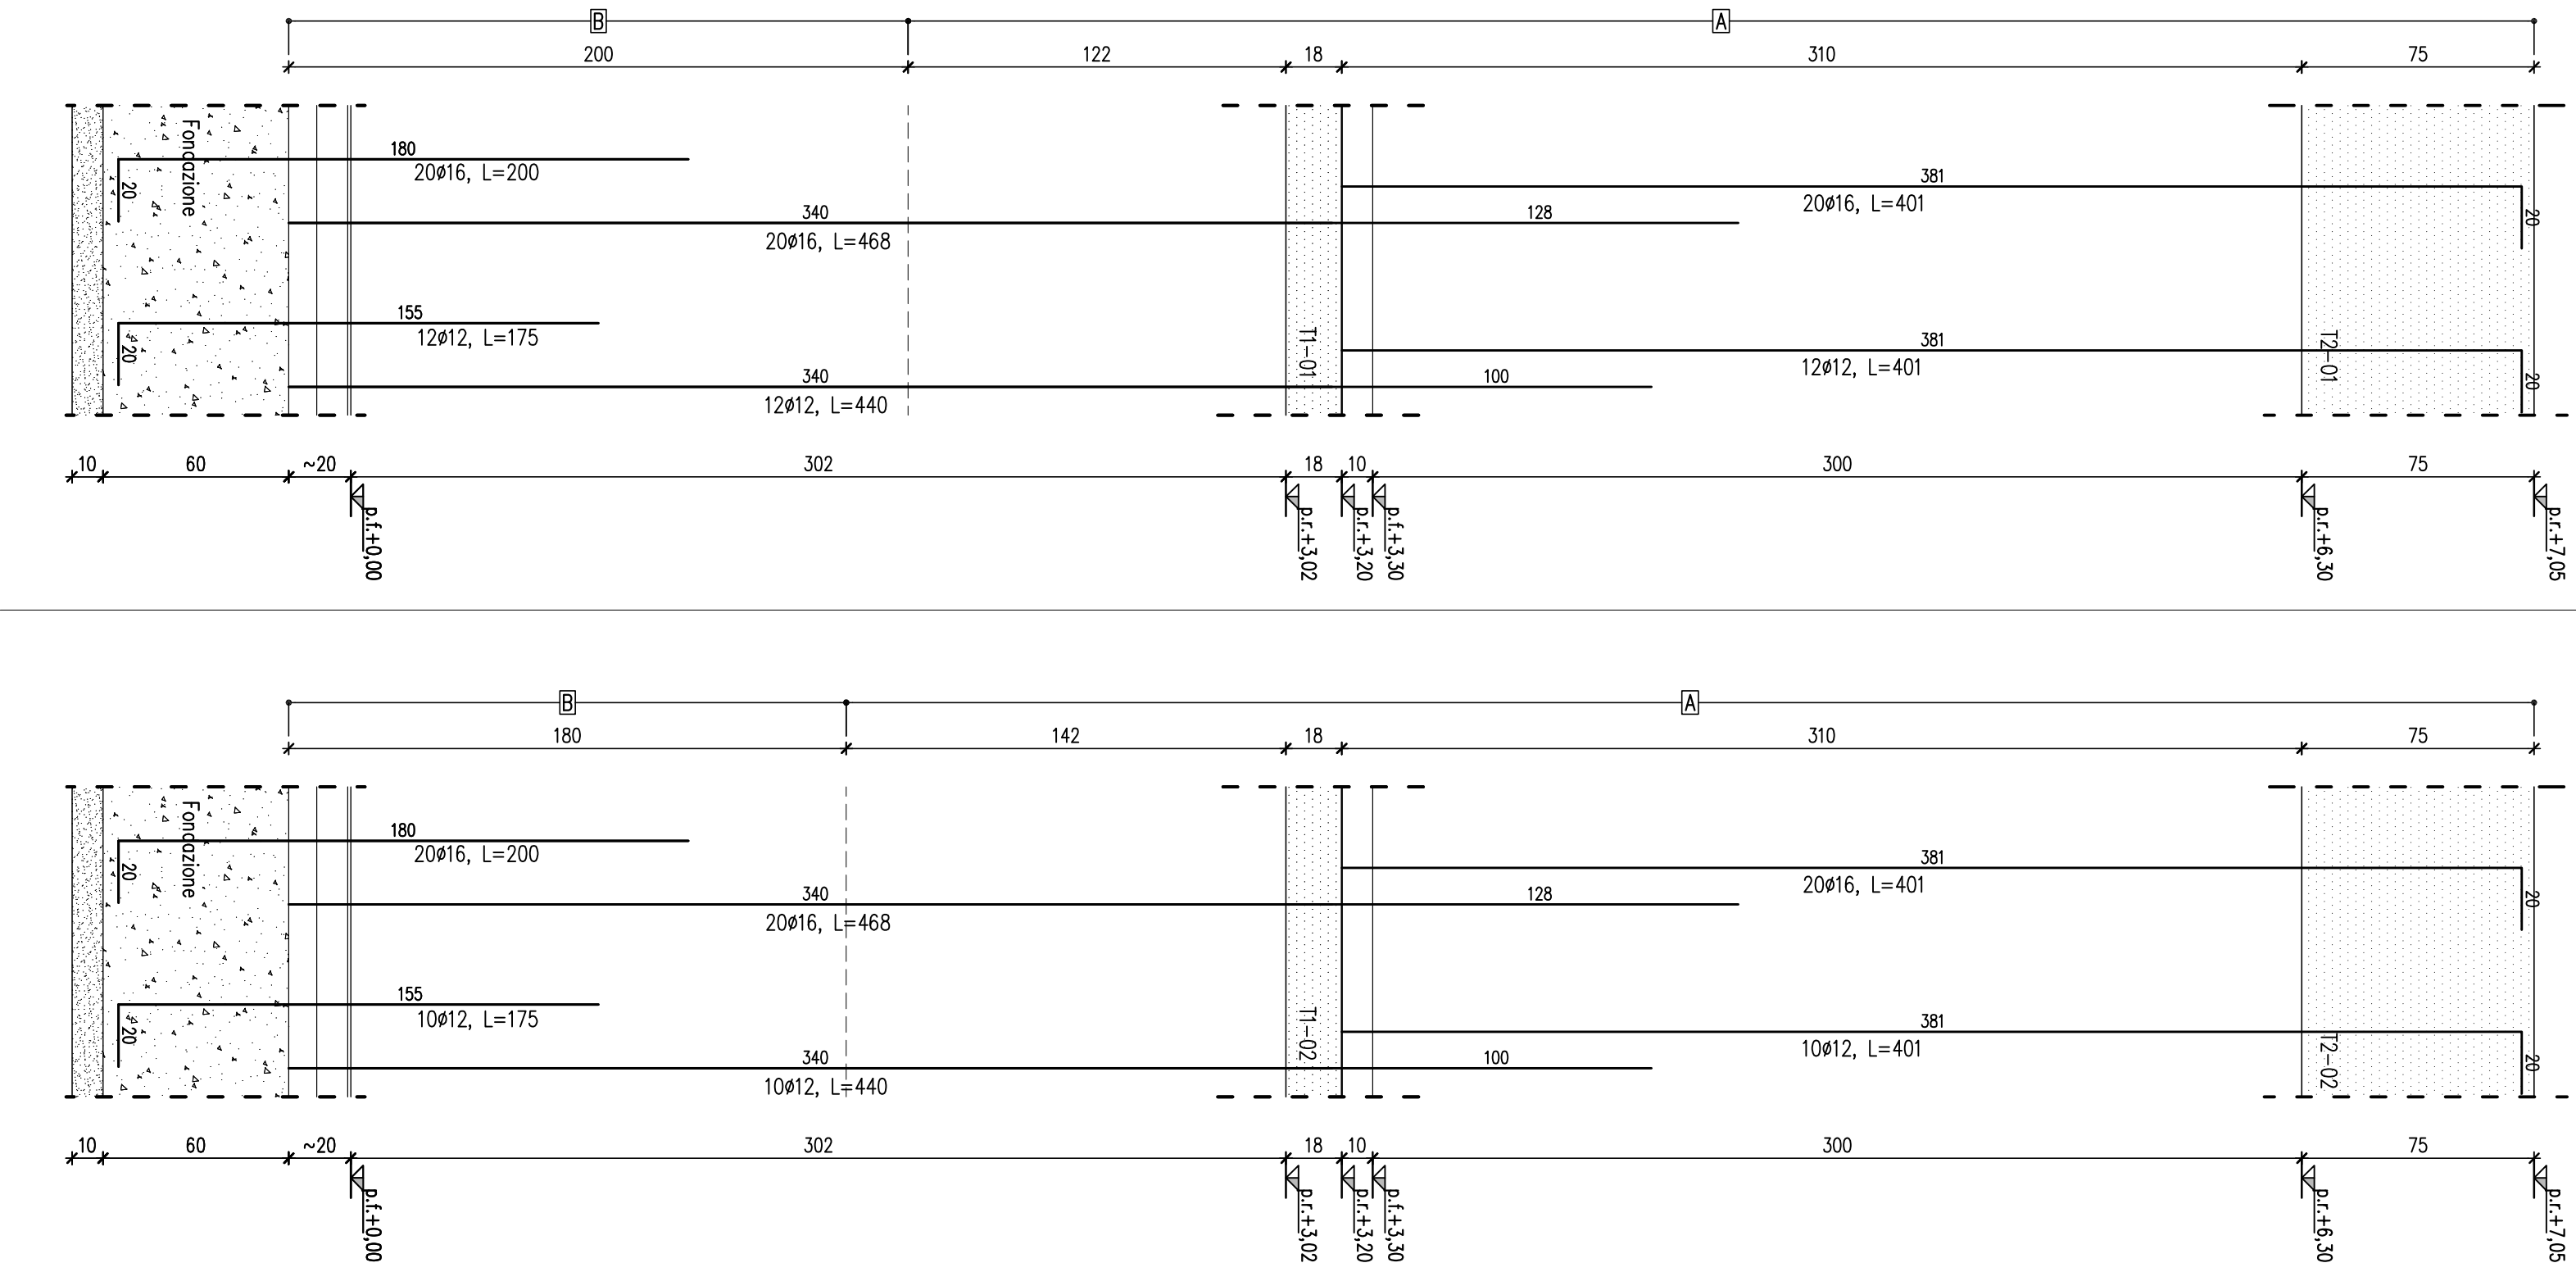 B
A
200
122
18
310
75
Fondazione
180
20ø16, L=200
20
381
20ø16, L=401
20
340
128
20ø16, L=468
155
12ø12, L=175
20
T1-01
381
12ø12, L=401
T2-01
20
340
100
12ø12, L=440
10
60
~20
302
18
10
300
75
p.f.+0,00
p.r.+3,02
p.r.+3,20
p.f.+3,30
p.r.+6,30
p.r.+7,05
B
A
180
142
18
310
75
Fondazione
180
20ø16, L=200
20
381
20ø16, L=401
20
340
128
20ø16, L=468
155
10ø12, L=175
20
T1-02
381
10ø12, L=401
T2-02
20
340
100
10ø12, L=440
10
60
~20
302
18
10
300
75
p.f.+0,00
p.r.+3,02
p.r.+3,20
p.f.+3,30
p.r.+6,30
p.r.+7,05